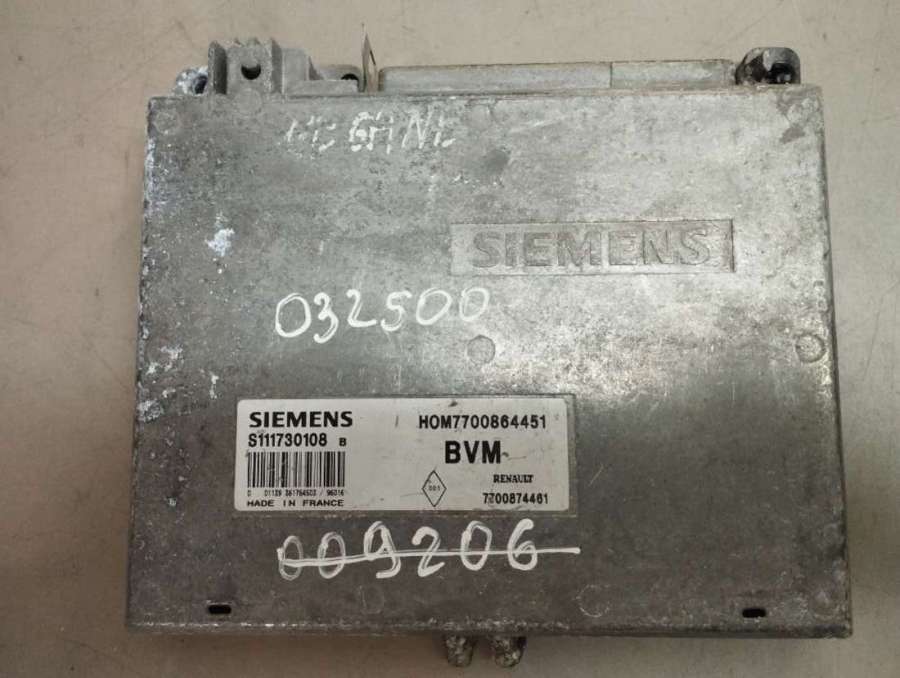 MEGANE
SIEMENS
032500
SIEMENS
HOM7700864451
S111730108 B
BVM
RENAULT
7700874461
MADE IN FRANCE
009206